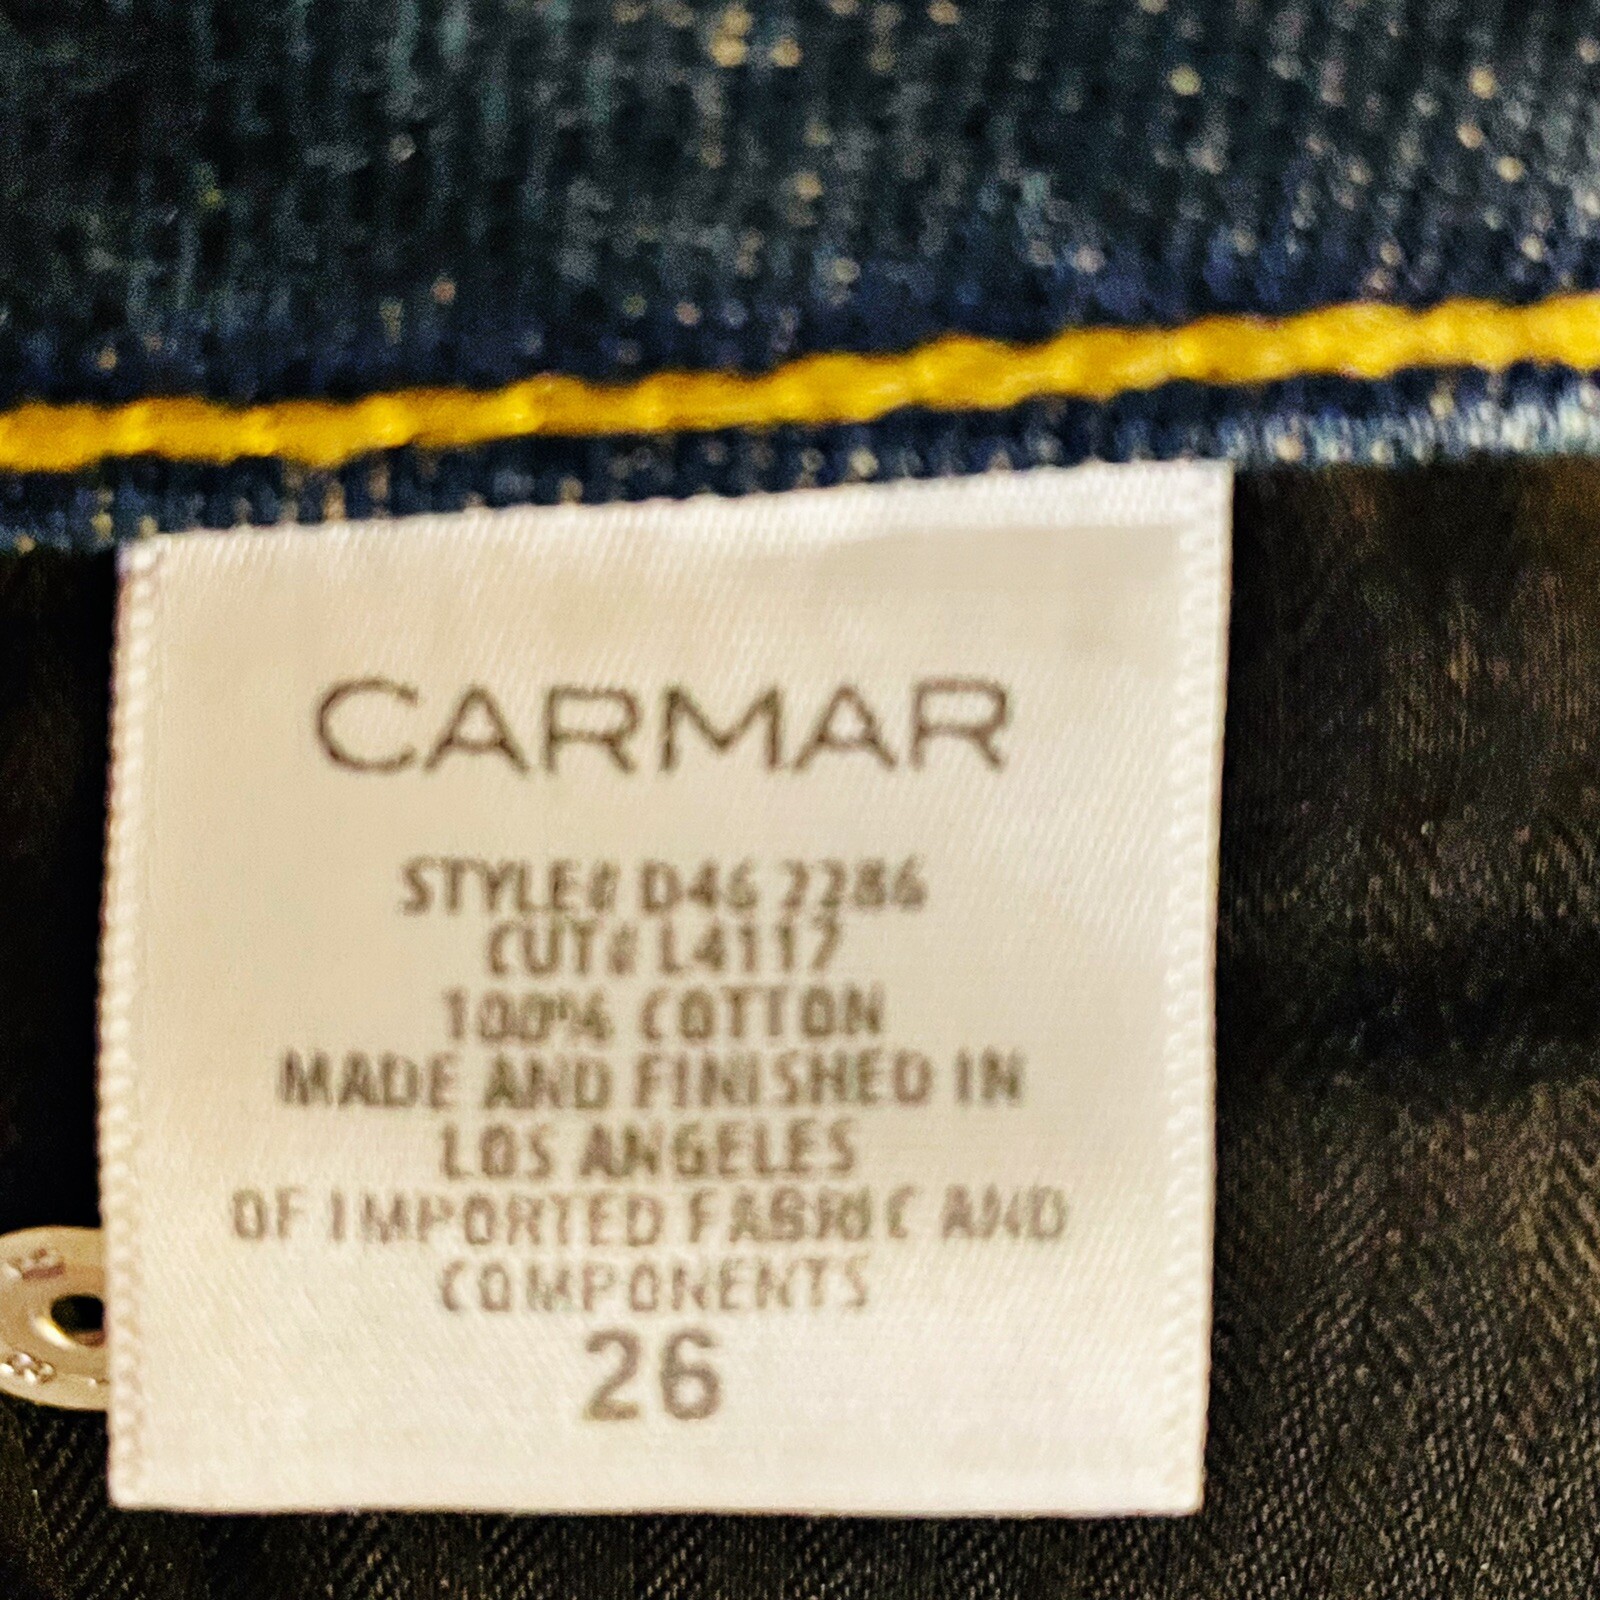 CARMAR
STYLE# D46 2286
CUT# L4117
100% COTTON
MADE AND FINISHED IN
LOS ANGELES
OF IMPORTED FABRIC AND
COMPONENTS
26